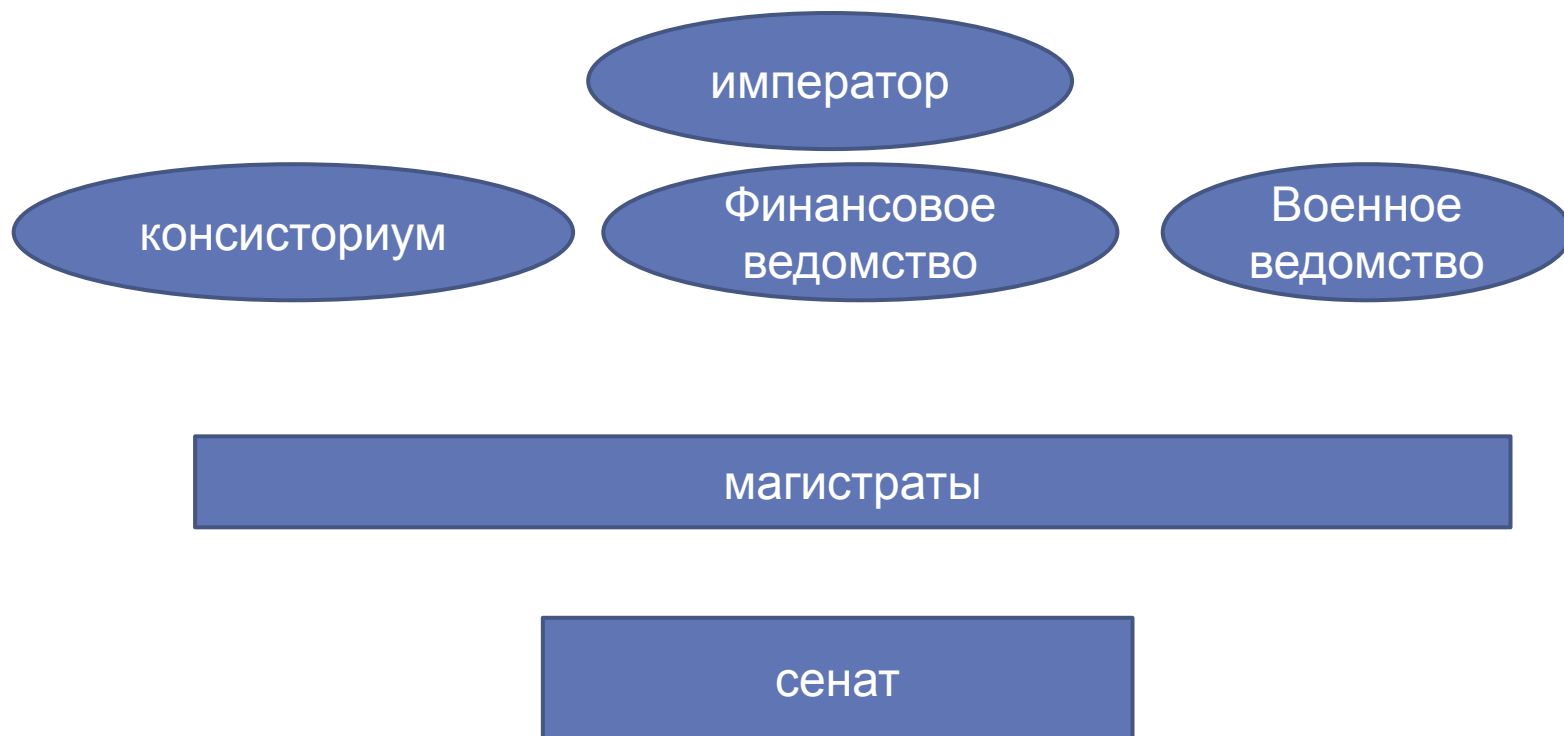 император
консисториум
Финансовое
ведомство
Военное
ведомство
магистраты
сенат